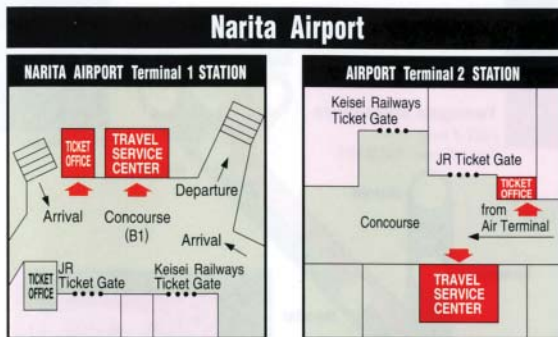 Narita Airport
NARITA AIRPORT Terminal 1 STATION
TICKET
OFFICE
TRAVEL
SERVICE
CENTER
Departure
Arrival
Concourse
(B1)
Arrival
TICKET
OFFICE
JR
Ticket Gate
Keisei Railways
Ticket Gate
AIRPORT Terminal 2 STATION
Keisei Railways
Ticket Gate
JR Ticket Gate
TICKET
OFFICE
from
Air Terminal
Concourse
TRAVEL
SERVICE
CENTER